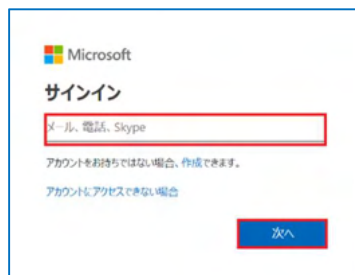 Microsoft
サインイン
メール、電話、Skype
アカウントをお持ちではない場合、作成できます。
アカウントにアクセスできない場合
次へ